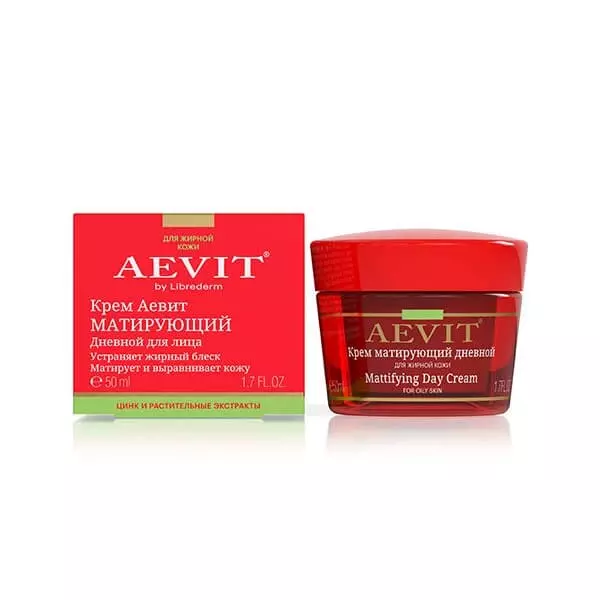 ДЛЯ ЖИРНОЙ
КОЖИ
AEVIT®
by Librederm
Крем Аевит
МАТИРУЮЩИЙ
Дневной для лица
Устраняет жирный блеск
Матирует и выравнивает кожу
℮ 50 ml 1.7 FL.OZ
ЦИНК И РАСТИТЕЛЬНЫЕ ЭКСТРАКТЫ
AEVIT®
Крем матирующий дневной
ДЛЯ ЖИРНОЙ КОЖИ
Mattifying Day Cream
FOR OILY SKIN